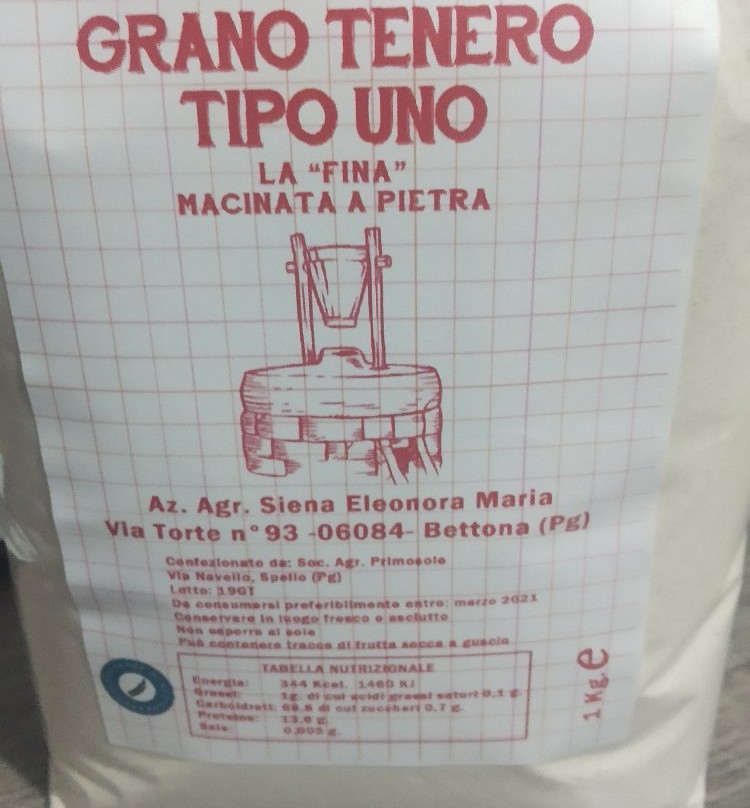 GRANO TENERO
TIPO UNO
LA “FINA”
MACINATA A PIETRA
Az. Agr. Siena Eleonora Maria
Via Torte n° 93 -06084- Bettona (Pg)
Confezionato da: Soc. Agr. Primosole
Via Navello, Spello (Pg)
Lotto: 19GT
Da consumarsi preferibilmente entro: marzo 2021
Conservare in luogo fresco e asciutto
Non esporre al sole
Può contenere tracce di frutta secca a guscio
TABELLA NUTRIZIONALE
Energia: 344 Kcal. 1460 KJ
Grassi: 1g. di cui acidi grassi saturi 0,1 g.
Carboidrati: 68,6 di cui zuccheri 0,7 g.
Proteine: 13,0 g.
Sale: 0,005 g.
1 Kg e